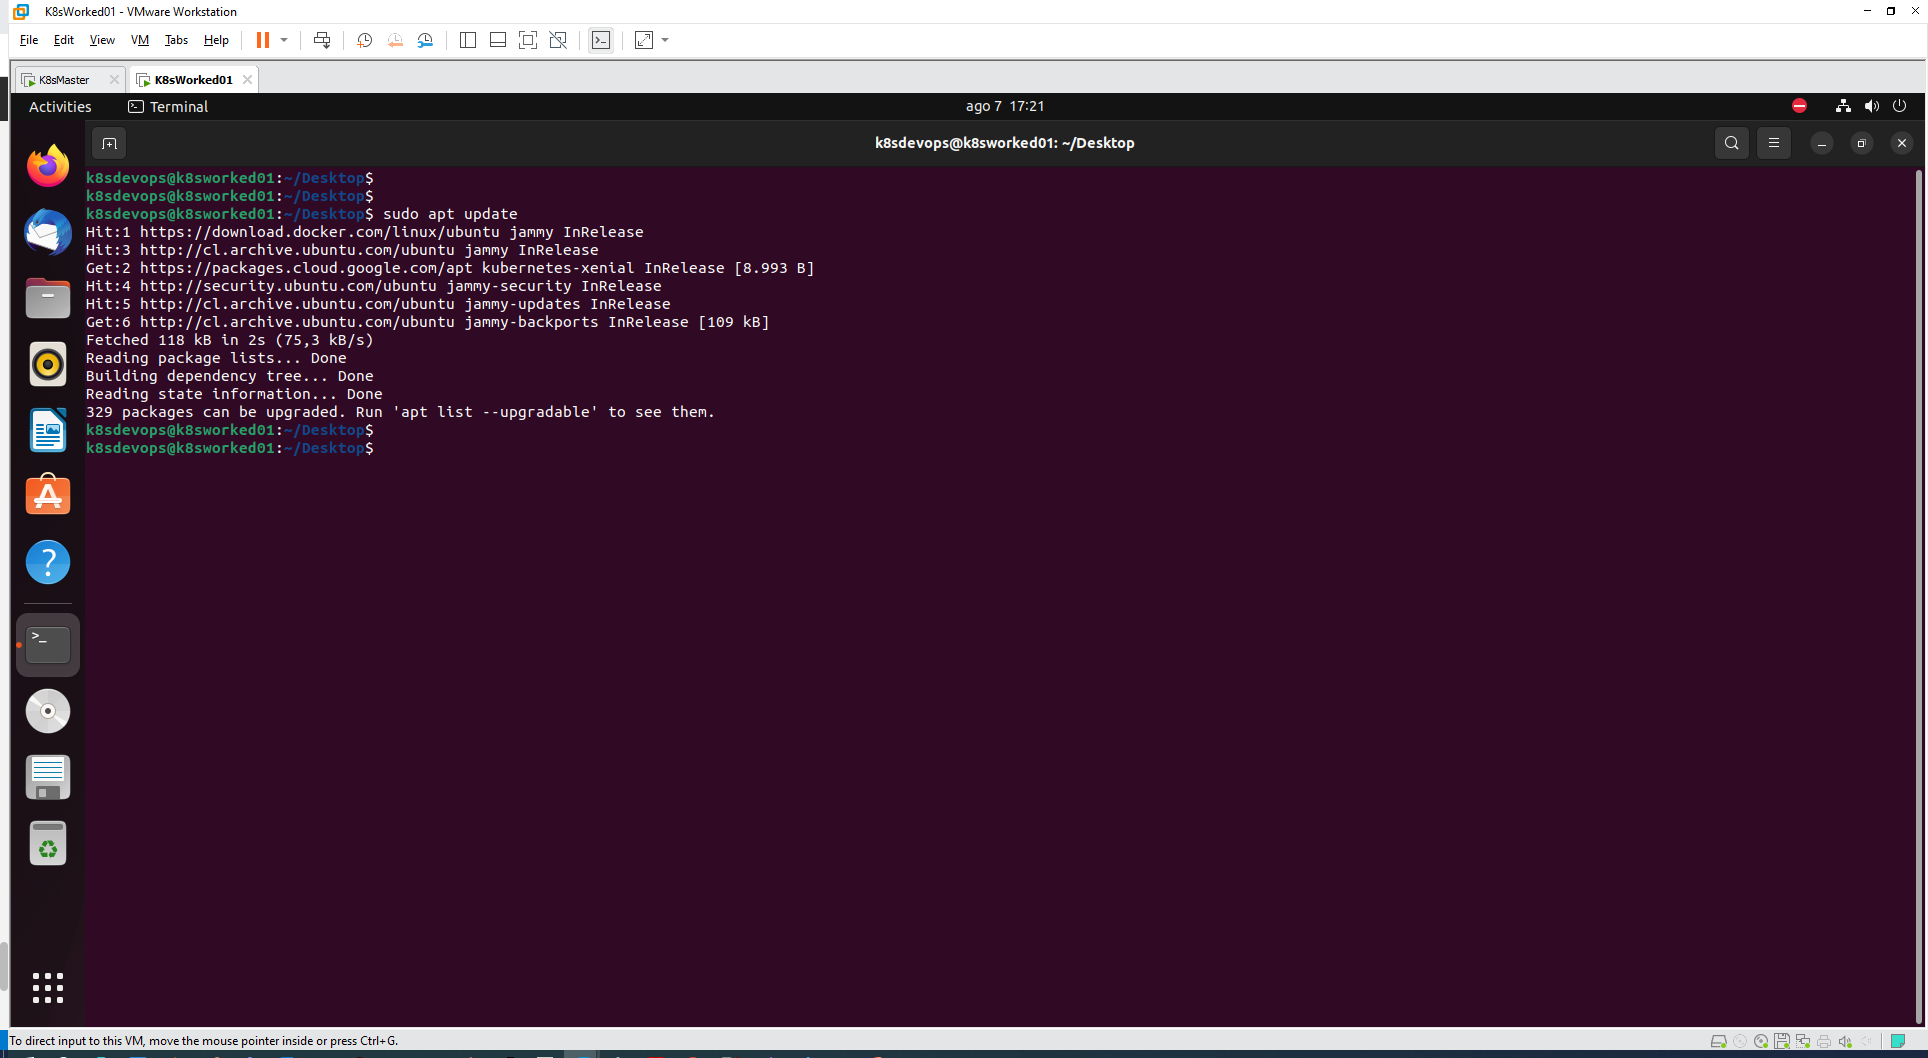 K8sWorked01 - VMware Workstation
File Edit View VM Tabs Help
K8sMaster K8sWorked01
Activities Terminal ago 7 17:21
k8sdevops@k8sworked01: ~/Desktop
k8sdevops@k8sworked01:~/Desktop$
k8sdevops@k8sworked01:~/Desktop$
k8sdevops@k8sworked01:~/Desktop$ sudo apt update
Hit:1 https://download.docker.com/linux/ubuntu jammy InRelease
Hit:3 http://cl.archive.ubuntu.com/ubuntu jammy InRelease
Get:2 https://packages.cloud.google.com/apt kubernetes-xenial InRelease [8.993 B]
Hit:4 http://security.ubuntu.com/ubuntu jammy-security InRelease
Hit:5 http://cl.archive.ubuntu.com/ubuntu jammy-updates InRelease
Get:6 http://cl.archive.ubuntu.com/ubuntu jammy-backports InRelease [109 kB]
Fetched 118 kB in 2s (75,3 kB/s)
Reading package lists... Done
Building dependency tree... Done
Reading state information... Done
329 packages can be upgraded. Run 'apt list --upgradable' to see them.
k8sdevops@k8sworked01:~/Desktop$
k8sdevops@k8sworked01:~/Desktop$
To direct input to this VM, move the mouse pointer inside or press Ctrl+G.